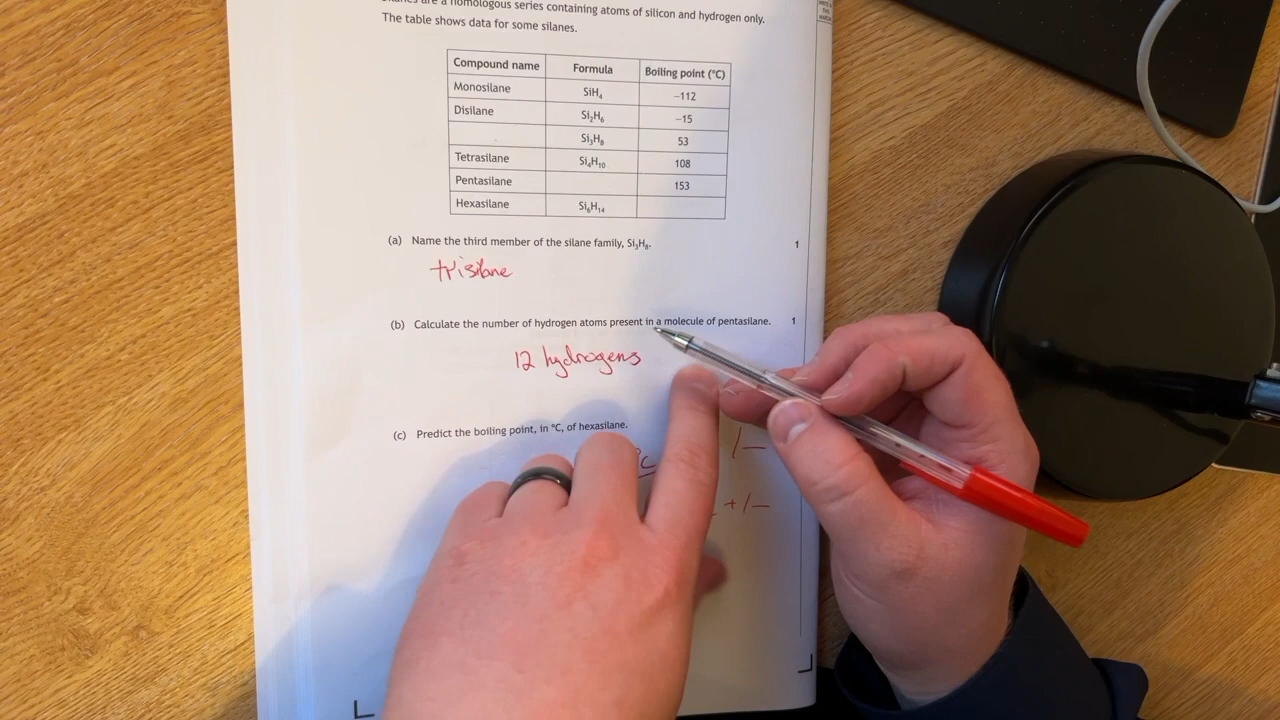 are a homologous series containing atoms of silicon and hydrogen only.
The table shows data for some silanes.
Compound name Formula Boiling point (°C)
Monosilane SiH₄ −112
Disilane Si₂H₆ −15
Si₃H₈ 53
Tetrasilane Si₄H₁₀ 108
Pentasilane 153
Hexasilane Si₆H₁₄
(a) Name the third member of the silane family, Si₃H₈. 1
trisilane
(b) Calculate the number of hydrogen atoms present in a molecule of pentasilane. 1
12 hydrogens
(c) Predict the boiling point, in °C, of hexasilane.
°C /−
+/−